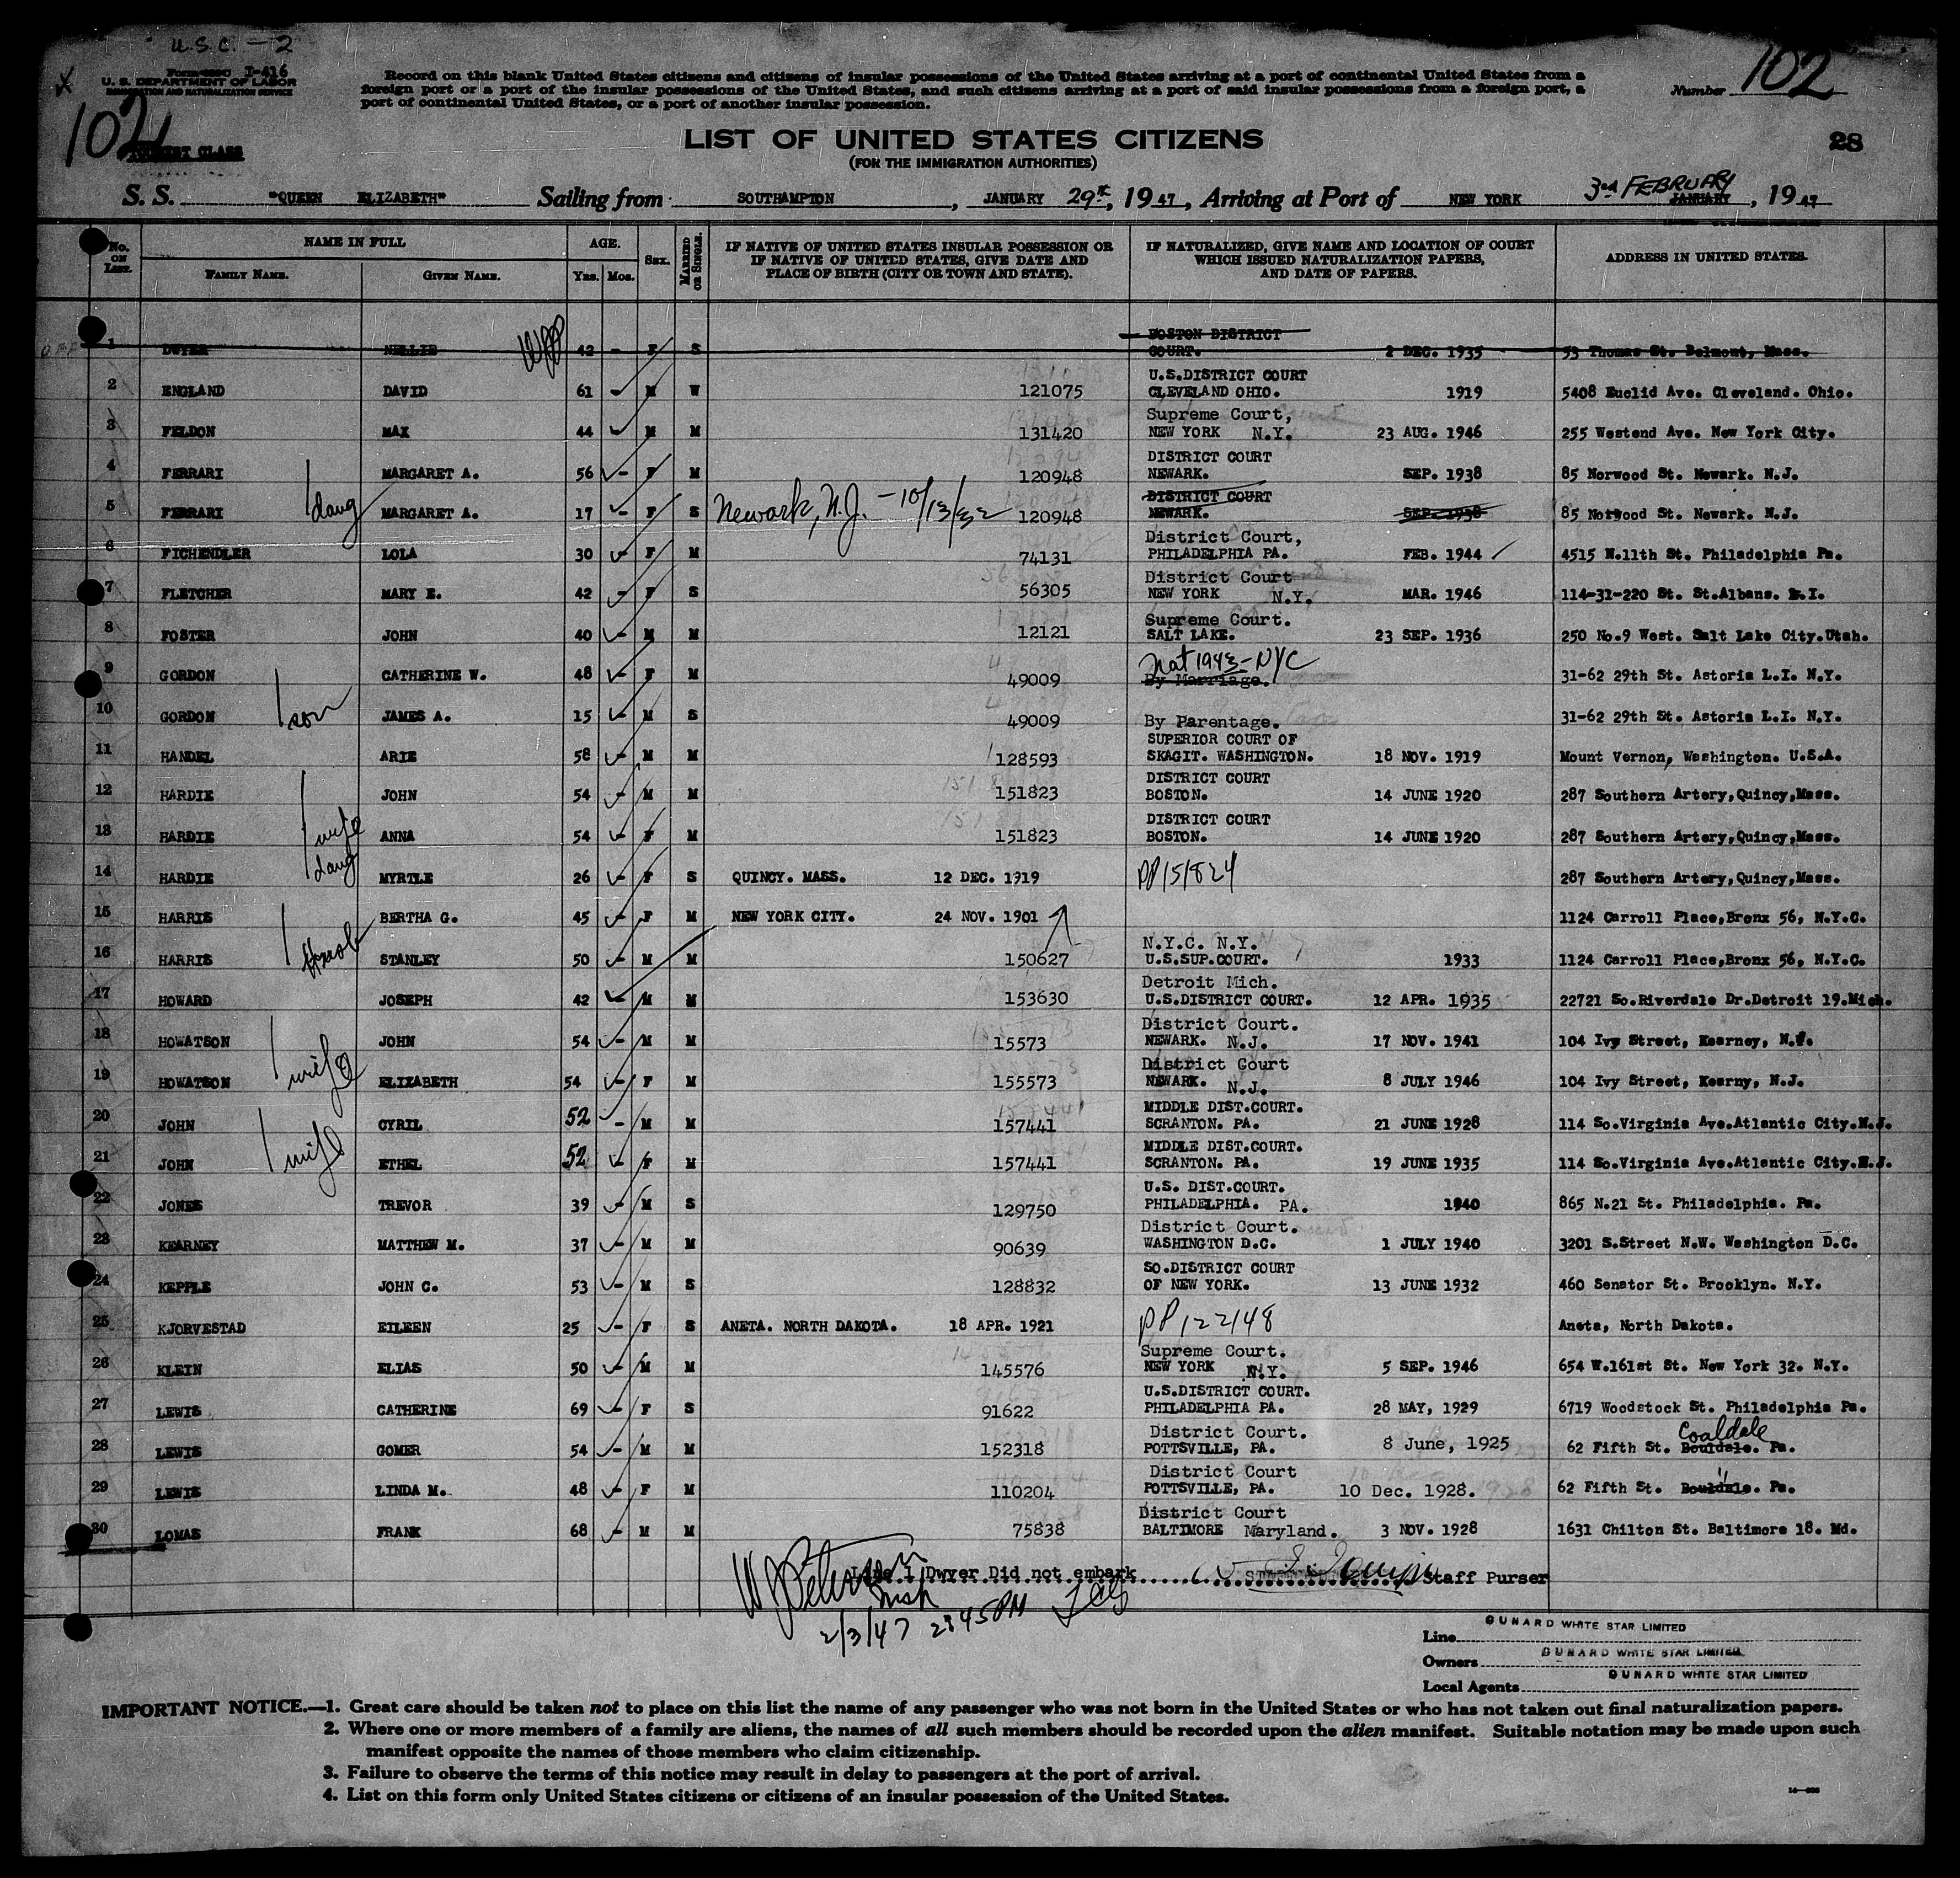 U.S.C. - 2
I-416
U. S. DEPARTMENT OF LABOR
IMMIGRATION AND NATURALIZATION SERVICE
Record on this blank United States citizens and citizens of insular possessions of the United States arriving at a port of continental United States from a
foreign port or a port of the insular possessions of the United States, and such citizens arriving at a port of said insular possessions from a foreign port, a
port of continental United States, or a port of another insular possession.
Number 102
102
TOURIST CLASS
LIST OF UNITED STATES CITIZENS
(FOR THE IMMIGRATION AUTHORITIES)
28
S. S. "QUEEN ELIZABETH" Sailing from SOUTHAMPTON, JANUARY 29th, 1947, Arriving at Port of NEW YORK 3rd FEBRUARY JANUARY, 1947
No. ON LIST. NAME IN FULL AGE. SEX. MARRIED OR SINGLE. IF NATIVE OF UNITED STATES INSULAR POSSESSION OR IF NATURALIZED, GIVE NAME AND LOCATION OF COURT ADDRESS IN UNITED STATES.
IF NATIVE OF UNITED STATES, GIVE DATE AND WHICH ISSUED NATURALIZATION PAPERS,
FAMILY NAME. GIVEN NAME. YRS. MOS. PLACE OF BIRTH (CITY OR TOWN AND STATE). AND DATE OF PAPERS.
BOSTON DISTRICT
OFF 1 DWYER NELLIE 42 - F S COURT. 2 DEC. 1935 53 Thomas St. Belmont, Mass.
U.S.DISTRICT COURT
2 ENGLAND DAVID 61 - M W 121075 CLEVELAND OHIO. 1919 5408 Euclid Ave. Cleveland. Ohio.
Supreme Court,
3 FELDON MAX 44 - M M 131420 NEW YORK N.Y. 23 AUG. 1946 255 Westend Ave. New York City.
DISTRICT COURT
4 FERRARI MARGARET A. 56 - F M 120948 NEWARK. SEP. 1938 85 Norwood St. Newark. N.J.
DISTRICT COURT
5 FERRARI daug MARGARET A. 17 - F S Newark, N.J. - 10/13/32 120948 NEWARK. SEP. 1938 85 Norwood St. Newark. N.J.
District Court,
6 FICHENDLER LOLA 30 - F M 74131 PHILADELPHIA PA. FEB. 1944 4515 N.11th St. Philadelphia Pa.
District Court
7 FLETCHER MARY E. 42 - F S 56305 NEW YORK N.Y. MAR. 1946 114-31-220 St. St.Albans. L.I.
Supreme Court.
8 FOSTER JOHN 40 - M M 12121 SALT LAKE. 23 SEP. 1936 250 No.9 West. Salt Lake City.Utah.
Nat 1943 - NYC
9 GORDON CATHERINE W. 48 - F M 49009 By Marriage. 31-62 29th St. Astoria L.I. N.Y.
10 GORDON son JAMES A. 15 - M S 49009 By Parentage. 31-62 29th St. Astoria L.I. N.Y.
SUPERIOR COURT OF
11 HANDEL ARIE 58 - M M 128593 SKAGIT. WASHINGTON. 18 NOV. 1919 Mount Vernon, Washington. U.S.A.
DISTRICT COURT
12 HARDIE JOHN 54 - M M 151823 BOSTON. 14 JUNE 1920 287 Southern Artery,Quincy,Mass.
DISTRICT COURT
13 HARDIE wife ANNA 54 - F M 151823 BOSTON. 14 JUNE 1920 287 Southern Artery,Quincy,Mass.
14 HARDIE daug MYRTLE 26 - F S QUINCY. MASS. 12 DEC. 1919 PP151824 287 Southern Artery,Quincy,Mass.
15 HARRIS BERTHA G. 45 - F M NEW YORK CITY. 24 NOV. 1901 1124 Carroll Place,Bronx 56, N.Y.C.
N.Y.C. N.Y.
16 HARRIS Husb STANLEY 50 - M M 150627 U.S.SUP.COURT. 1933 1124 Carroll Place,Bronx 56, N.Y.C.
Detroit Mich.
17 HOWARD JOSEPH 42 M M 153630 U.S.DISTRICT COURT. 12 APR. 1935 22721 So.Riverdale Dr.Detroit 19.Mich.
District Court.
18 HOWATSON JOHN 54 - M M 15573 NEWARK. N.J. 17 NOV. 1941 104 Ivy Street, Kearney, N.J.
District Court
19 HOWATSON wife ELIZABETH 54 - F M 155573 NEWARK. N.J. 8 JULY 1946 104 Ivy Street, Kearny, N.J.
MIDDLE DIST.COURT.
20 JOHN CYRIL 52 - M M 157441 SCRANTON. PA. 21 JUNE 1928 114 So.Virginia Ave.Atlantic City.N.J.
MIDDLE DIST.COURT.
21 JOHN wife ETHEL 52 - F M 157441 SCRANTON. PA. 19 JUNE 1935 114 So.Virginia Ave.Atlantic City.N.J.
U.S. DIST.COURT.
22 JONES TREVOR 39 - M S 129750 PHILADELPHIA. PA. 1940 865 N.21 St. Philadelphia. Pa.
District Court.
23 KEARNEY MATTHEW M. 37 - M M 90639 WASHINGTON D.C. 1 JULY 1940 3201 S.Street N.W. Washington D.C.
SO.DISTRICT COURT
24 KEPPLE JOHN C. 53 - M S 128832 OF NEW YORK. 13 JUNE 1932 460 Senator St. Brooklyn. N.Y.
25 KJORVESTAD EILEEN 25 - F S ANETA. NORTH DAKOTA. 18 APR. 1921 PP122148 Aneta, North Dakota.
Supreme Court.
26 KLEIN ELIAS 50 - M M 145576 NEW YORK N.Y. 5 SEP. 1946 654 W.161st St. New York 32. N.Y.
U.S.DISTRICT COURT.
27 LEWIS CATHERINE 69 - F S 91622 PHILADELPHIA PA. 28 MAY, 1929 6719 Woodstock St. Philadelphia Pa.
District Court. Coaldale
28 LEWIS GOMER 54 - M M 152318 POTTSVILLE, PA. 8 June, 1925 62 Fifth St. Bouldale. Pa.
District Court "
29 LEWIS LINDA M. 48 - F M 110204 POTTSVILLE, PA. 10 Dec. 1928. 62 Fifth St. Bouldale. Pa.
District Court
30 LOMAS FRANK 68 - M M 75838 BALTIMORE Maryland. 3 NOV. 1928 1631 Chilton St. Baltimore 18. Md.
Line 1 Dwyer Did not embark Staff Purser
WJPeterson
Insp
2/3/47 2345PM
Line CUNARD WHITE STAR LIMITED
Owners CUNARD WHITE STAR LIMITED
Local Agents CUNARD WHITE STAR LIMITED
IMPORTANT NOTICE.—1. Great care should be taken not to place on this list the name of any passenger who was not born in the United States or who has not taken out final naturalization papers.
2. Where one or more members of a family are aliens, the names of all such members should be recorded upon the alien manifest. Suitable notation may be made upon such
manifest opposite the names of those members who claim citizenship.
3. Failure to observe the terms of this notice may result in delay to passengers at the port of arrival.
4. List on this form only United States citizens or citizens of an insular possession of the United States.